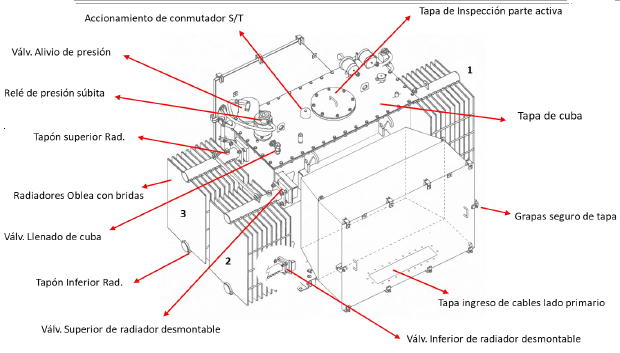 Accionamiento de conmutador S/T
Tapa de Inspección parte activa
Válv. Alivio de presión
1
Relé de presión súbita
Tapa de cuba
Tapón superior Rad.
Radiadores Oblea con bridas
3
Grapas seguro de tapa
Válv. Llenado de cuba
2
Tapón Inferior Rad.
Tapa ingreso de cables lado primario
Válv. Superior de radiador desmontable
Válv. Inferior de radiador desmontable